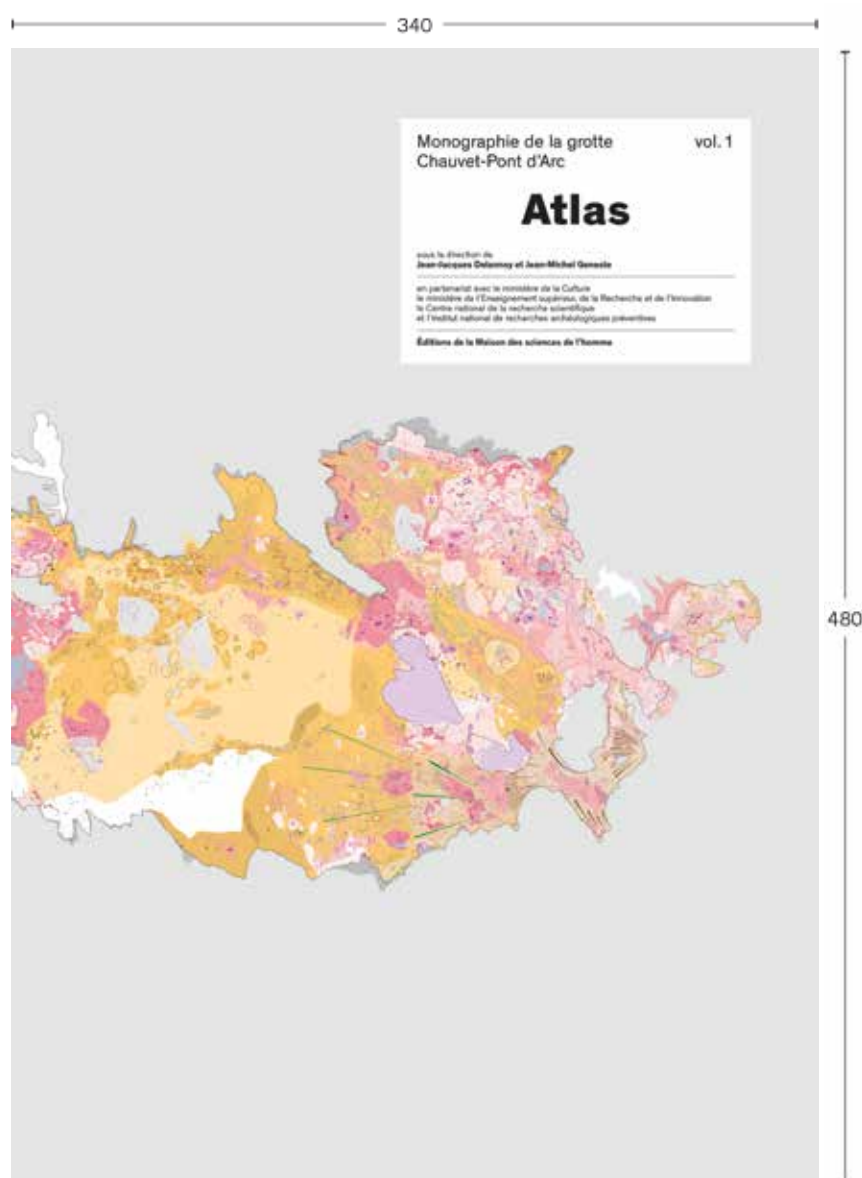 340
Monographie de la grotte vol. 1
Chauvet-Pont d'Arc
Atlas
sous la direction de
Jean-Jacques Delannoy et Jean-Michel Geneste
en partenariat avec le ministère de la Culture
le ministère de l'Enseignement supérieur, de la Recherche et de l'Innovation
le Centre national de la recherche scientifique
et l'Institut national de recherches archéologiques préventives
Éditions de la Maison des sciences de l'homme
480